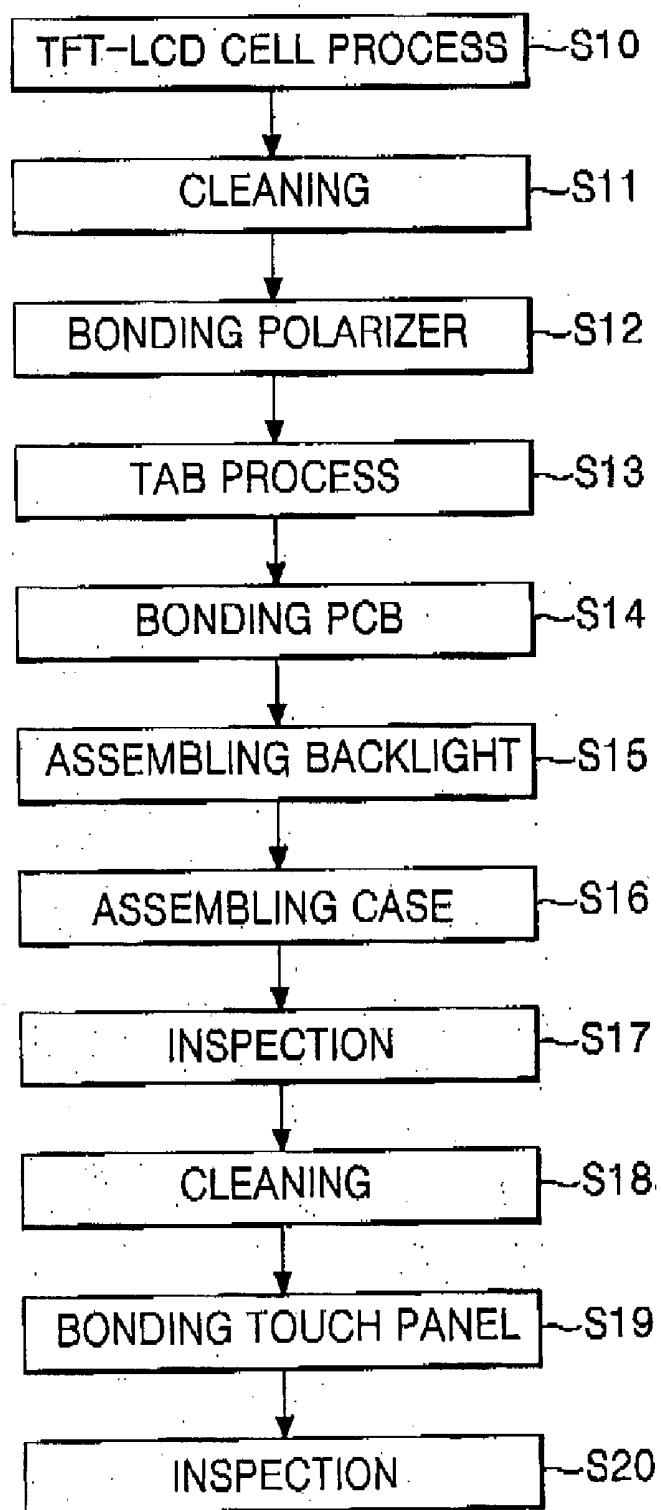 TFT-LCD CELL PROCESS S10
CLEANING S11
BONDING POLARIZER S12
TAB PROCESS S13
BONDING PCB S14
ASSEMBLING BACKLIGHT S15
ASSEMBLING CASE S16
INSPECTION S17
CLEANING S18
BONDING TOUCH PANEL S19
INSPECTION S20